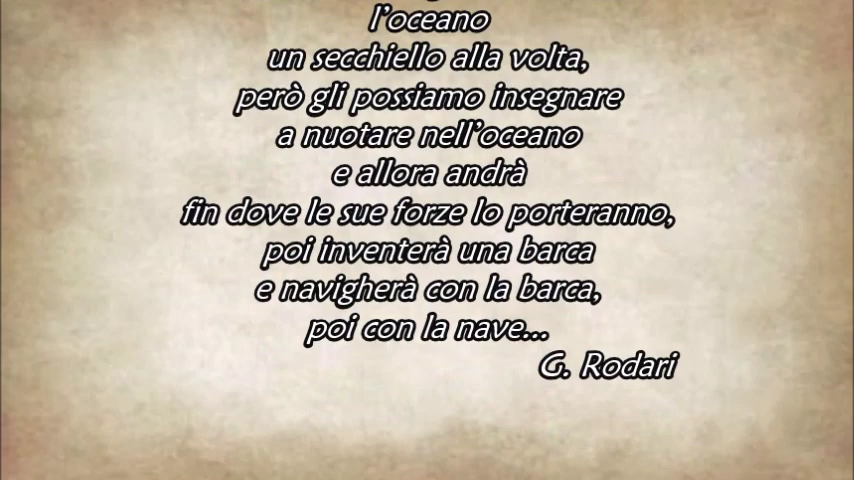 l'oceano
un secchiello alla volta,
però gli possiamo insegnare
a nuotare nell'oceano
e allora andrà
fin dove le sue forze lo porteranno,
poi inventerà una barca
e navigherà con la barca,
poi con la nave...
G. Rodari